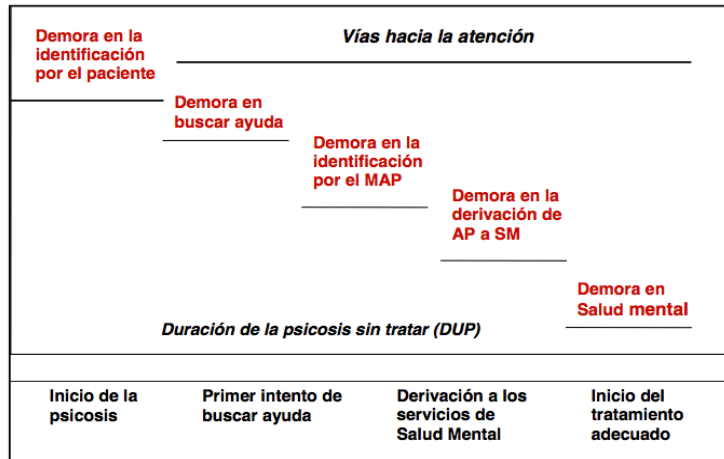 Demora en la
identificación
por el paciente
Vías hacia la atención
Demora en
buscar ayuda
Demora en la
identificación
por el MAP
Demora en la
derivación de
AP a SM
Demora en
Salud mental
Duración de la psicosis sin tratar (DUP)
Inicio de la
psicosis
Primer intento de
buscar ayuda
Derivación a los
servicios de
Salud Mental
Inicio del
tratamiento
adecuado